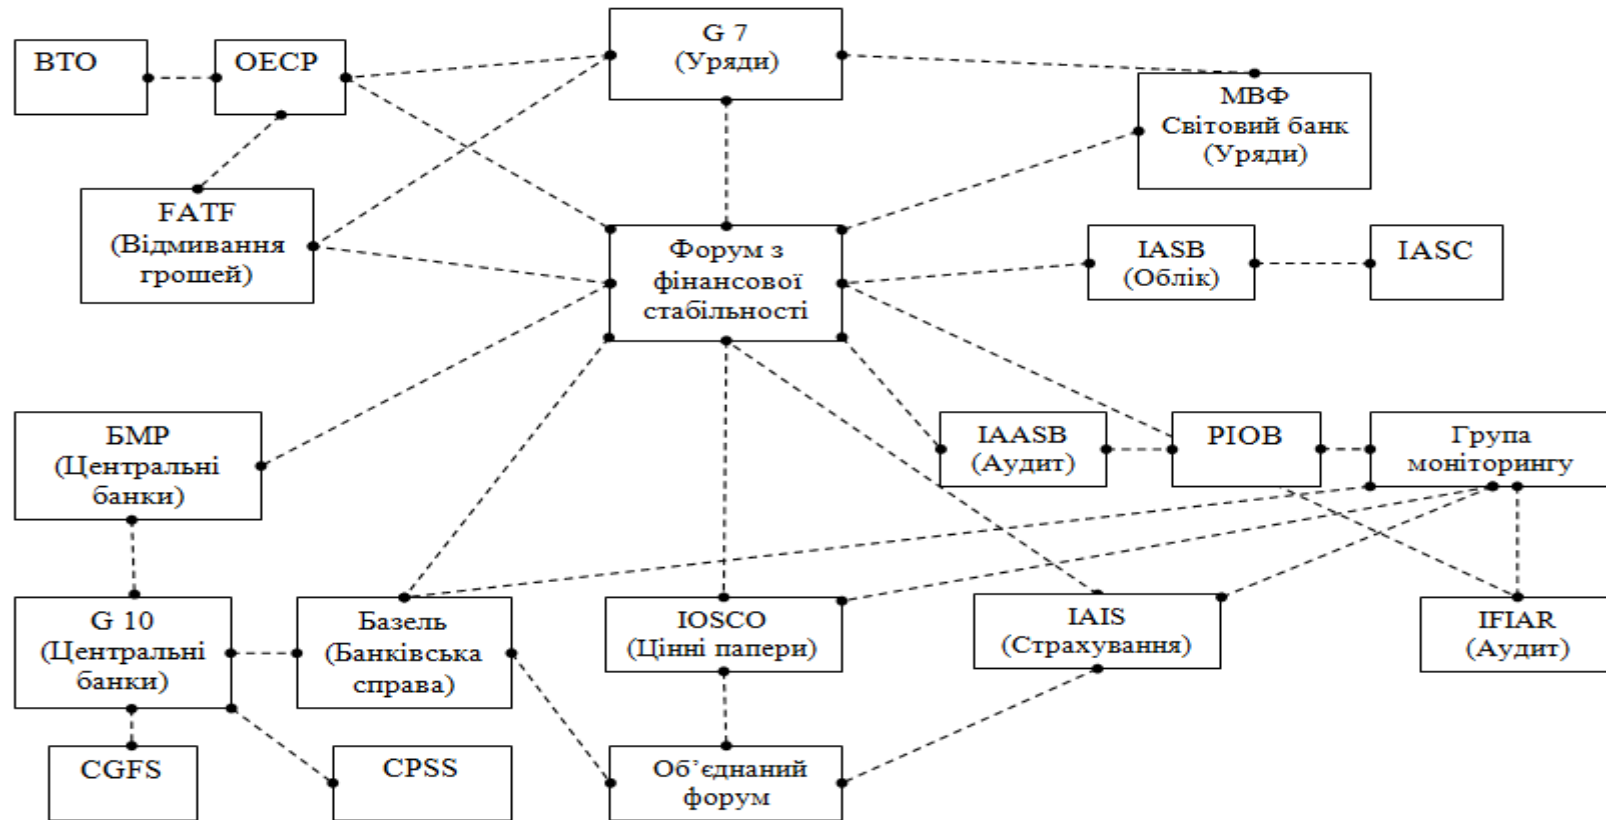 G 7
(Уряди)
ВТО
ОЕСР
МВФ
Світовий банк
(Уряди)
FATF
(Відмивання
грошей)
Форум з
фінансової
стабільності
IASB
(Облік)
IASC
БМР
(Центральні
банки)
IAASB
(Аудит)
PIOB
Група
моніторингу
G 10
(Центральні
банки)
Базель
(Банківська
справа)
IOSCO
(Цінні папери)
IAIS
(Страхування)
IFIAR
(Аудит)
CGFS
CPSS
Об’єднаний
форум